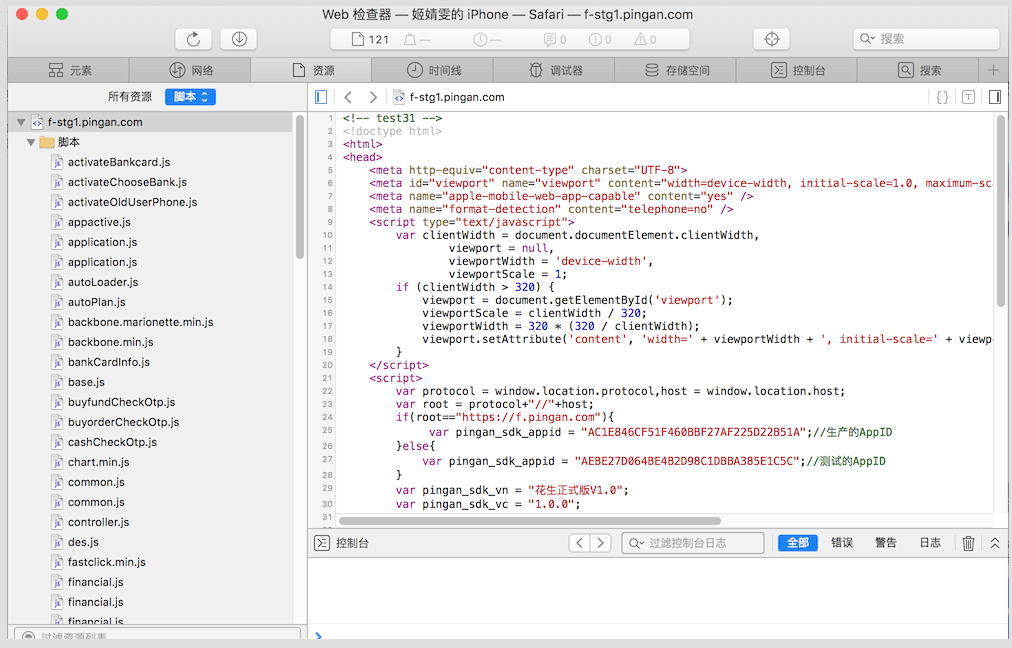 Web 检查器 — 姬婧雯的 iPhone — Safari — f-stg1.pingan.com
121 — — 0 0 0 搜索
元素 网络 资源 时间线 调试器 存储空间 控制台 搜索
所有资源 脚本
f-stg1.pingan.com
f-stg1.pingan.com
脚本
activateBankcard.js
activateChooseBank.js
activateOldUserPhone.js
appactive.js
application.js
application.js
autoLoader.js
autoPlan.js
backbone.marionette.min.js
backbone.min.js
bankCardInfo.js
base.js
buyfundCheckOtp.js
buyorderCheckOtp.js
cashCheckOtp.js
chart.min.js
common.js
common.js
controller.js
des.js
fastclick.min.js
financial.js
financial.js
financial.js
过滤资源列表
1 <!-- test31 -->
2 <!doctype html>
3 <html>
4 <head>
5 <meta http-equiv="content-type" charset="UTF-8">
6 <meta id="viewport" name="viewport" content="width=device-width, initial-scale=1.0, maximum-sca
7 <meta name="apple-mobile-web-app-capable" content="yes" />
8 <meta name="format-detection" content="telephone=no" />
9 <script type="text/javascript">
10 var clientWidth = document.documentElement.clientWidth,
11 viewport = null,
12 viewportWidth = 'device-width',
13 viewportScale = 1;
14 if (clientWidth > 320) {
15 viewport = document.getElementById('viewport');
16 viewportScale = clientWidth / 320;
17 viewportWidth = 320 * (320 / clientWidth);
18 viewport.setAttribute('content', 'width=' + viewportWidth + ', initial-scale=' + viewp
19 }
20 </script>
21 <script>
22 var protocol = window.location.protocol,host = window.location.host;
23 var root = protocol+"//"+host;
24 if(root=="https://f.pingan.com"){
25 var pingan_sdk_appid = "AC1E846CF51F460BBF27AF225D22B51A";//生产的AppID
26 }else{
27 var pingan_sdk_appid = "AEBE27D064BE4B2D98C1DBBA385E1C5C";//测试的AppID
28 }
29 var pingan_sdk_vn = "花生正式版V1.0";
30 var pingan_sdk_vc = "1.0.0";
31
控制台 过滤控制台日志 全部 错误 警告 日志